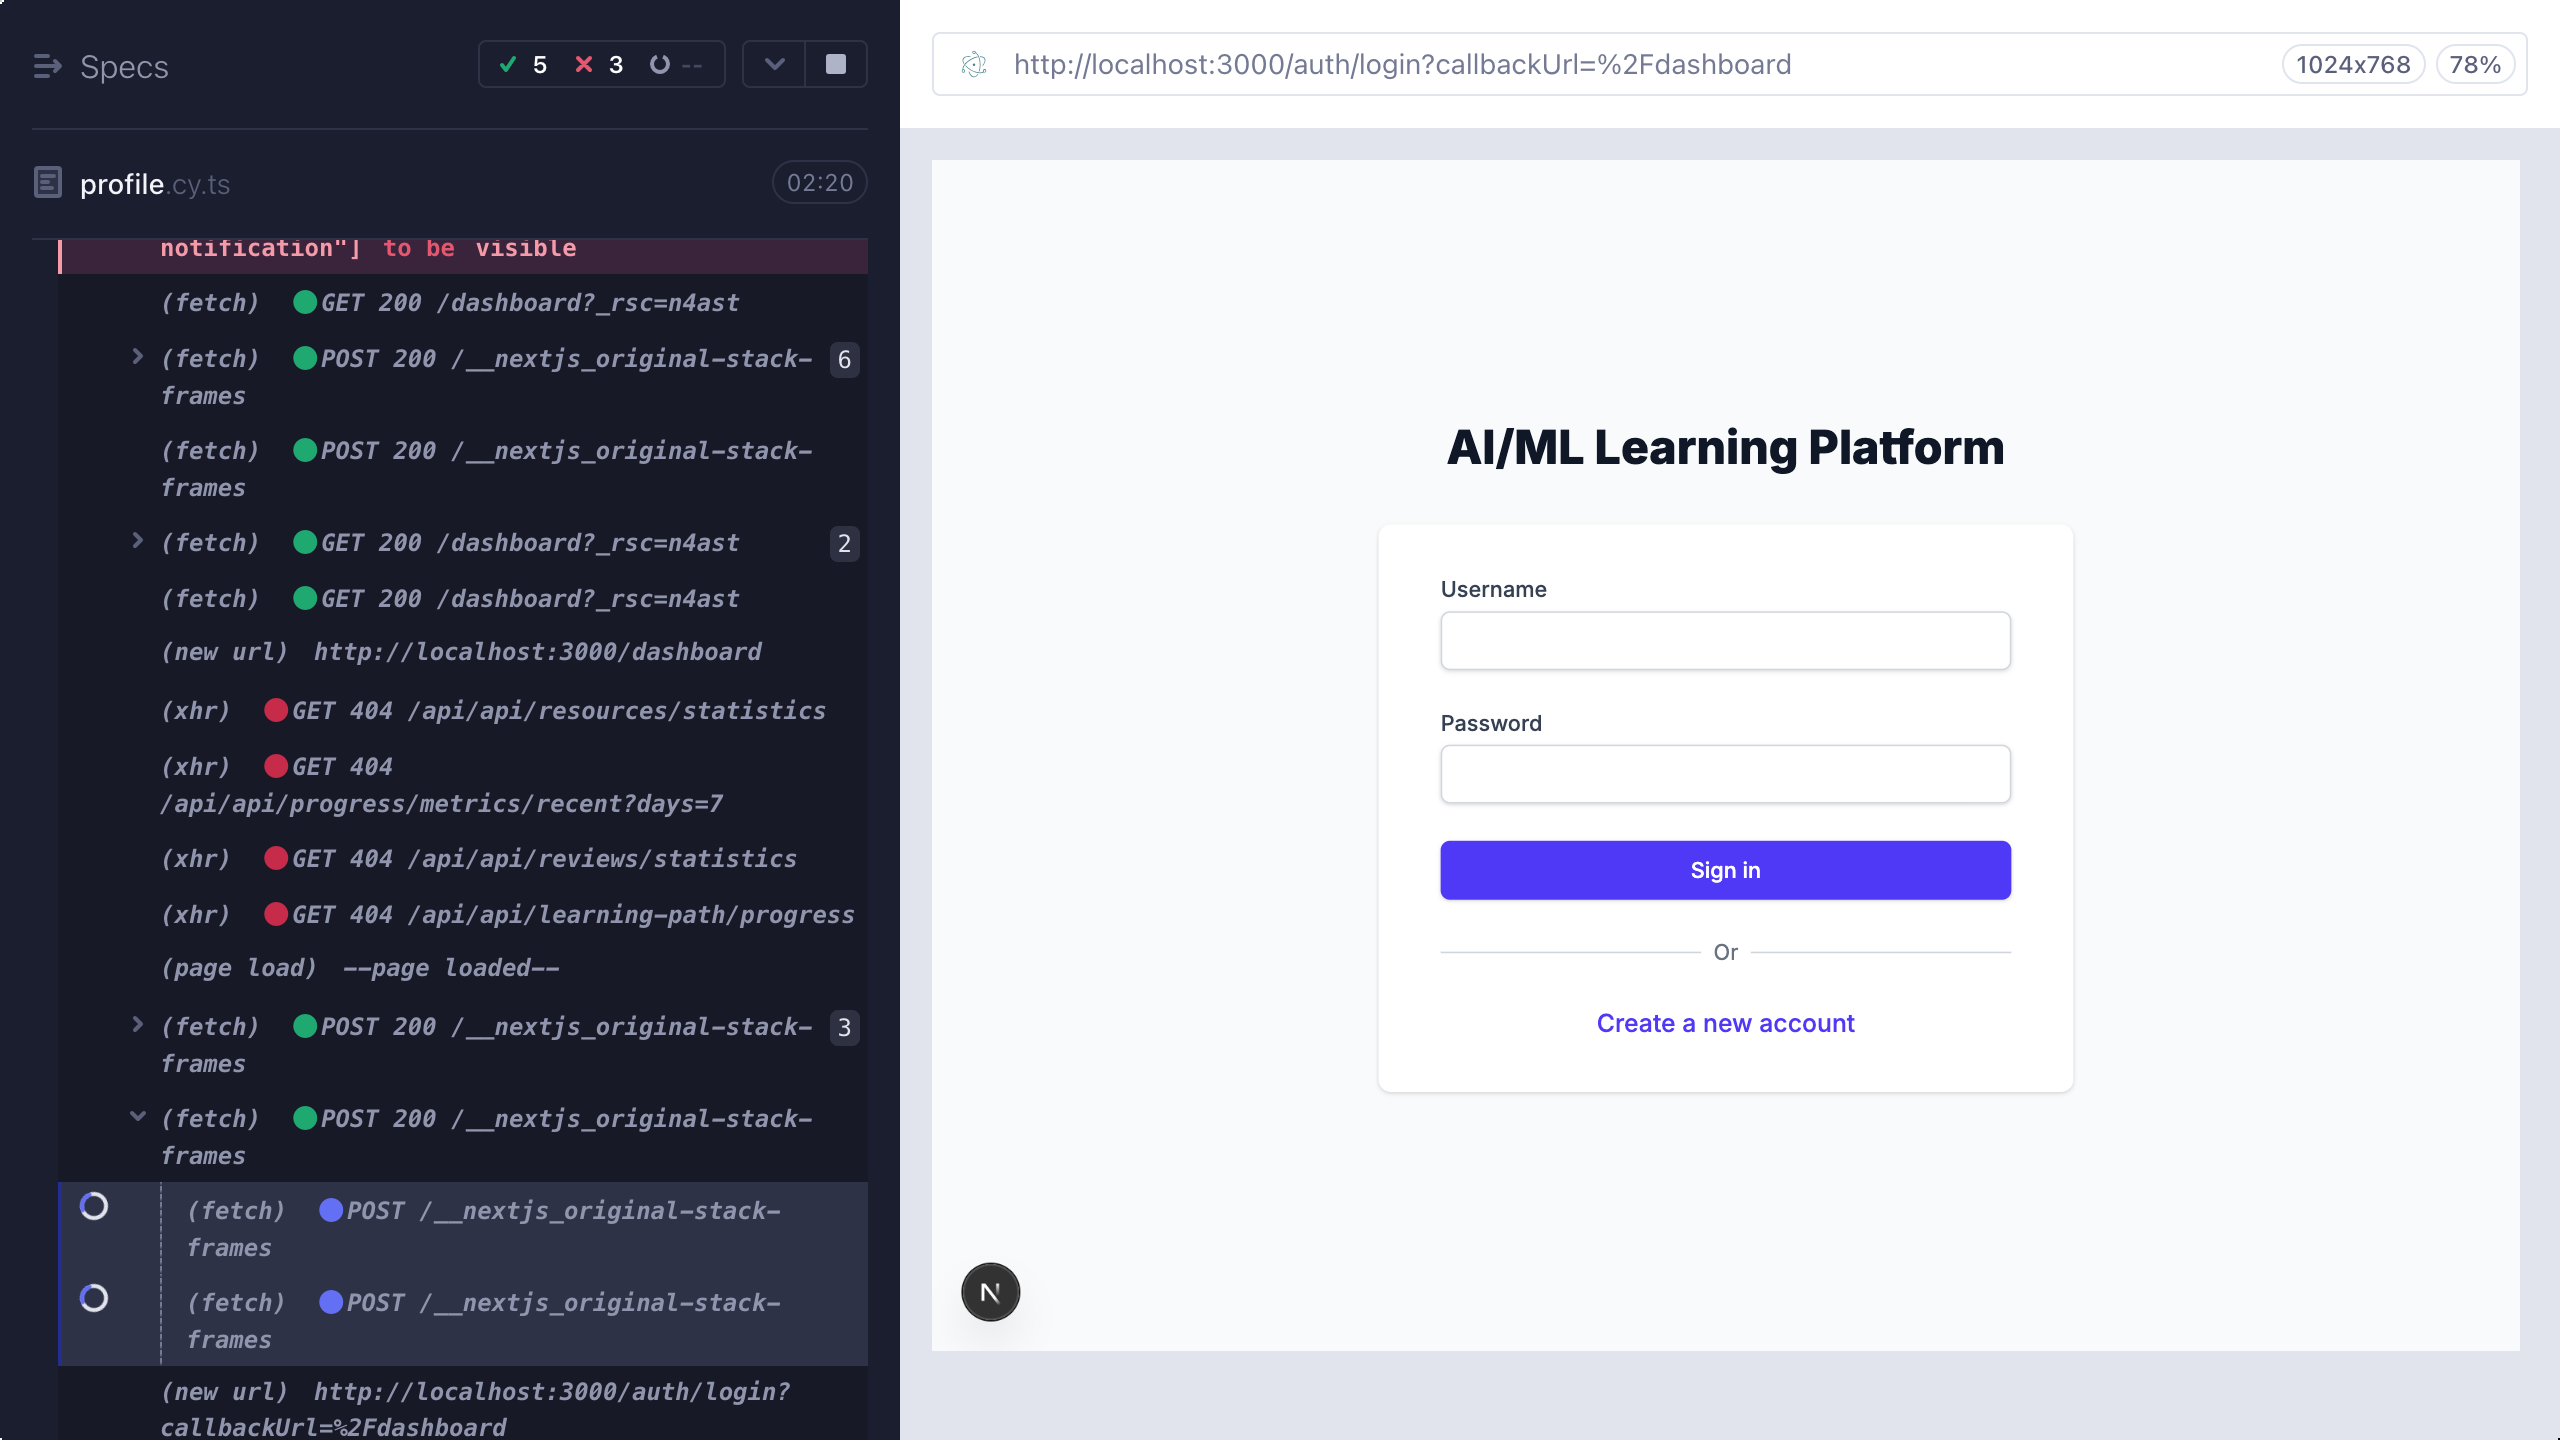 Specs
5 3 --
profile.cy.ts 02:20
notification"] to be visible
(fetch) GET 200 /dashboard?_rsc=n4ast
(fetch) POST 200 /__nextjs_original-stack- 6
frames
(fetch) POST 200 /__nextjs_original-stack-
frames
(fetch) GET 200 /dashboard?_rsc=n4ast 2
(fetch) GET 200 /dashboard?_rsc=n4ast
(new url) http://localhost:3000/dashboard
(xhr) GET 404 /api/api/resources/statistics
(xhr) GET 404
/api/api/progress/metrics/recent?days=7
(xhr) GET 404 /api/api/reviews/statistics
(xhr) GET 404 /api/api/learning-path/progress
(page load) --page loaded--
(fetch) POST 200 /__nextjs_original-stack- 3
frames
(fetch) POST 200 /__nextjs_original-stack-
frames
(fetch) POST /__nextjs_original-stack-
frames
(fetch) POST /__nextjs_original-stack-
frames
(new url) http://localhost:3000/auth/login?
callbackUrl=%2Fdashboard
http://localhost:3000/auth/login?callbackUrl=%2Fdashboard
1024x768 78%
AI/ML Learning Platform
Username
Password
Sign in
Or
Create a new account
N